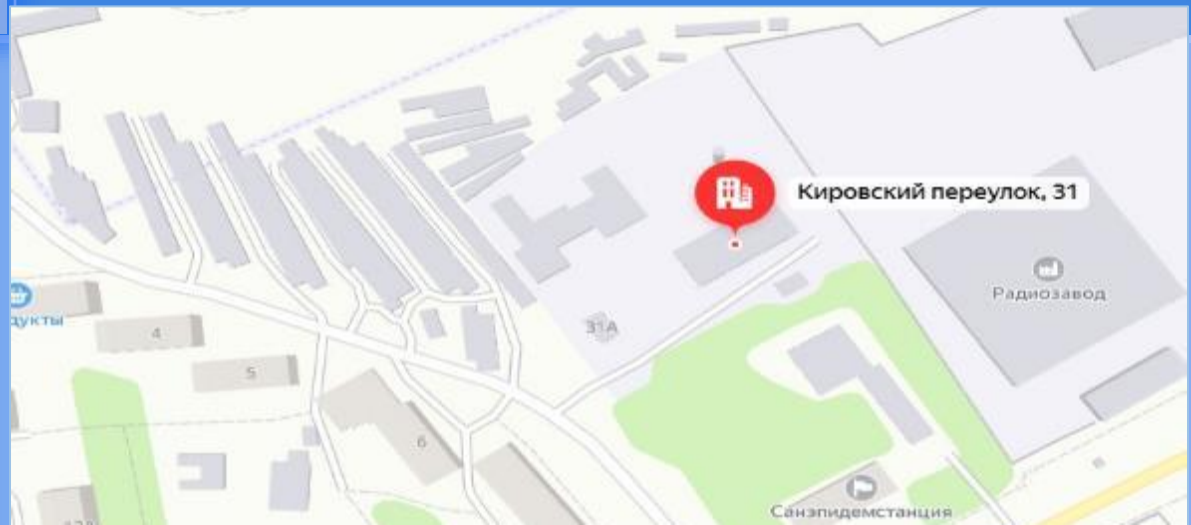 Кировский переулок, 31
Радиозавод
дукты
31А
4
5
6
Санэпидемстанция